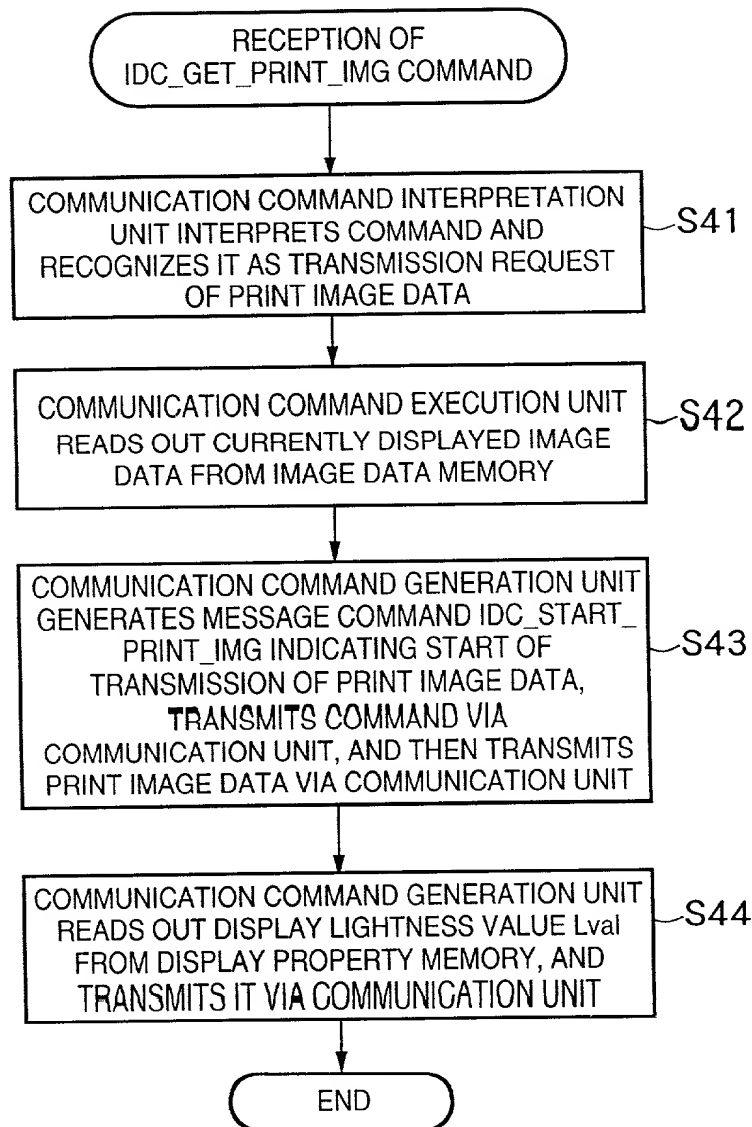 RECEPTION OF
IDC_GET_PRINT_IMG COMMAND
COMMUNICATION COMMAND INTERPRETATION
UNIT INTERPRETS COMMAND AND
RECOGNIZES IT AS TRANSMISSION REQUEST
OF PRINT IMAGE DATA
S41
COMMUNICATION COMMAND EXECUTION UNIT
READS OUT CURRENTLY DISPLAYED IMAGE
DATA FROM IMAGE DATA MEMORY
S42
COMMUNICATION COMMAND GENERATION UNIT
GENERATES MESSAGE COMMAND IDC_START_
PRINT_IMG INDICATING START OF
TRANSMISSION OF PRINT IMAGE DATA,
TRANSMITS COMMAND VIA
COMMUNICATION UNIT, AND THEN TRANSMITS
PRINT IMAGE DATA VIA COMMUNICATION UNIT
S43
COMMUNICATION COMMAND GENERATION UNIT
READS OUT DISPLAY LIGHTNESS VALUE Lval
FROM DISPLAY PROPERTY MEMORY, AND
TRANSMITS IT VIA COMMUNICATION UNIT
S44
END